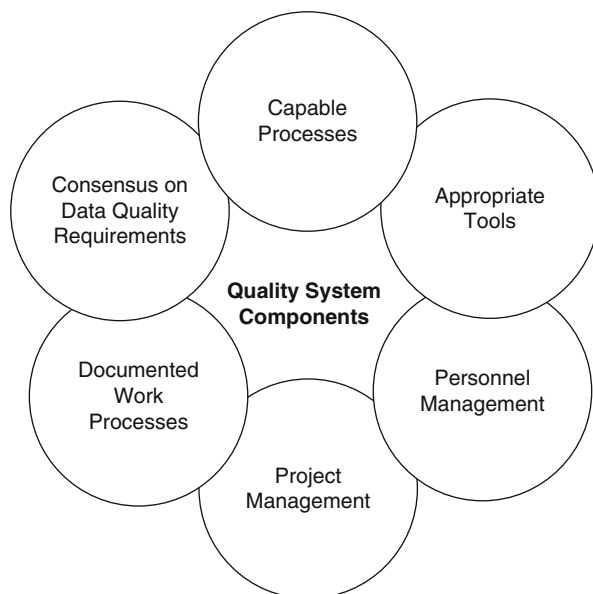 Capable
Processes
Appropriate
Tools
Personnel
Management
Project
Management
Documented
Work
Processes
Consensus on
Data Quality
Requirements
Quality System
Components